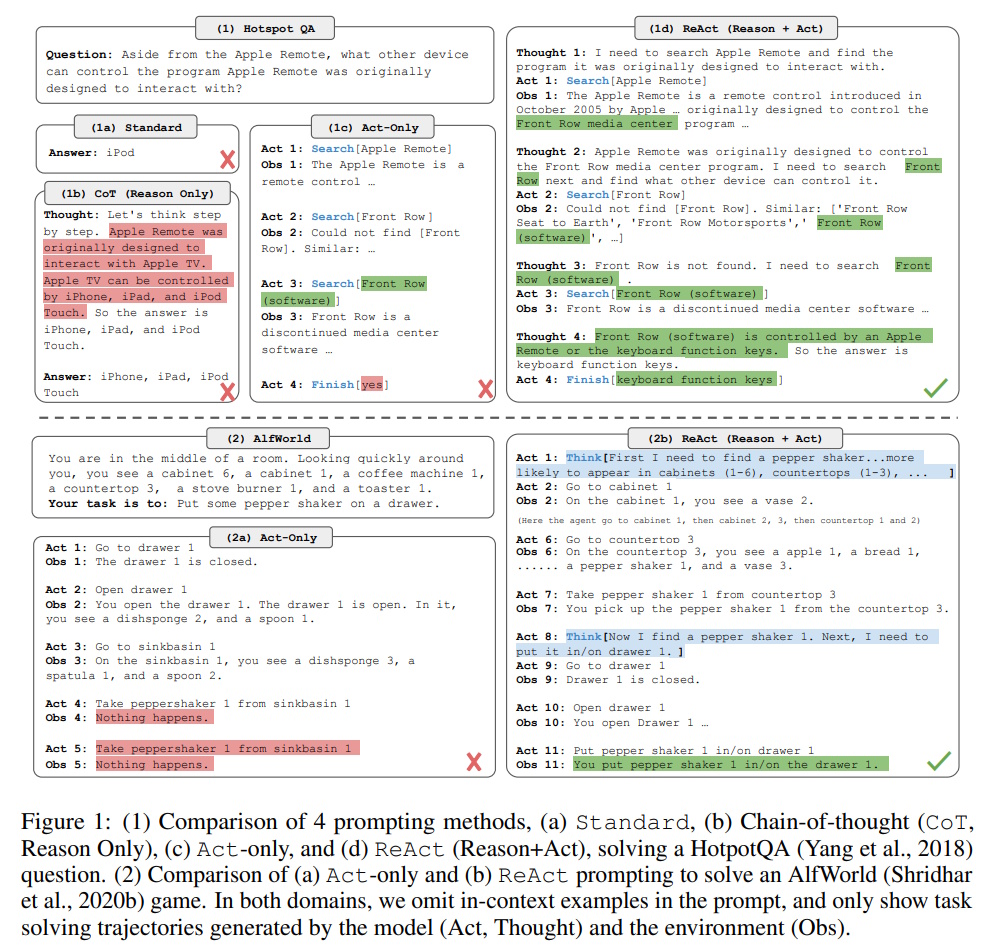 (1) Hotspot QA
Question: Aside from the Apple Remote, what other device
can control the program Apple Remote was originally
designed to interact with?
(1a) Standard
Answer: iPod
(1b) CoT (Reason Only)
Thought: Let's think step
by step. Apple Remote was
originally designed to
interact with Apple TV.
Apple TV can be controlled
by iPhone, iPad, and iPod
Touch. So the answer is
iPhone, iPad, and iPod
Touch.
Answer: iPhone, iPad, iPod
Touch
(1c) Act-Only
Act 1: Search[Apple Remote]
Obs 1: The Apple Remote is a
remote control …
Act 2: Search[Front Row]
Obs 2: Could not find [Front
Row]. Similar: …
Act 3: Search[Front Row
(software)]
Obs 3: Front Row is a
discontinued media center
software …
Act 4: Finish[yes]
(1d) ReAct (Reason + Act)
Thought 1: I need to search Apple Remote and find the
program it was originally designed to interact with.
Act 1: Search[Apple Remote]
Obs 1: The Apple Remote is a remote control introduced in
October 2005 by Apple … originally designed to control the
Front Row media center program …
Thought 2: Apple Remote was originally designed to control
the Front Row media center program. I need to search Front
Row next and find what other device can control it.
Act 2: Search[Front Row]
Obs 2: Could not find [Front Row]. Similar: ['Front Row
Seat to Earth', 'Front Row Motorsports',' Front Row
(software)', …]
Thought 3: Front Row is not found. I need to search Front
Row (software) .
Act 3: Search[Front Row (software)]
Obs 3: Front Row is a discontinued media center software …
Thought 4: Front Row (software) is controlled by an Apple
Remote or the keyboard function keys. So the answer is
keyboard function keys.
Act 4: Finish[keyboard function keys]
(2) AlfWorld
You are in the middle of a room. Looking quickly around
you, you see a cabinet 6, a cabinet 1, a coffee machine 1,
a countertop 3, a stove burner 1, and a toaster 1.
Your task is to: Put some pepper shaker on a drawer.
(2a) Act-Only
Act 1: Go to drawer 1
Obs 1: The drawer 1 is closed.
Act 2: Open drawer 1
Obs 2: You open the drawer 1. The drawer 1 is open. In it,
you see a dishsponge 2, and a spoon 1.
Act 3: Go to sinkbasin 1
Obs 3: On the sinkbasin 1, you see a dishsponge 3, a
spatula 1, and a spoon 2.
Act 4: Take peppershaker 1 from sinkbasin 1
Obs 4: Nothing happens.
Act 5: Take peppershaker 1 from sinkbasin 1
Obs 5: Nothing happens.
(2b) ReAct (Reason + Act)
Act 1: Think[First I need to find a pepper shaker...more
likely to appear in cabinets (1-6), countertops (1-3), ... ]
Act 2: Go to cabinet 1
Obs 2: On the cabinet 1, you see a vase 2.
(Here the agent go to cabinet 1, then cabinet 2, 3, then countertop 1 and 2)
Act 6: Go to countertop 3
Obs 6: On the countertop 3, you see a apple 1, a bread 1,
...... a pepper shaker 1, and a vase 3.
Act 7: Take pepper shaker 1 from countertop 3
Obs 7: You pick up the pepper shaker 1 from the countertop 3.
Act 8: Think[Now I find a pepper shaker 1. Next, I need to
put it in/on drawer 1. ]
Act 9: Go to drawer 1
Obs 9: Drawer 1 is closed.
Act 10: Open drawer 1
Obs 10: You open Drawer 1 …
Act 11: Put pepper shaker 1 in/on drawer 1
Obs 11: You put pepper shaker 1 in/on the drawer 1.
Figure 1: (1) Comparison of 4 prompting methods, (a) Standard, (b) Chain-of-thought (CoT,
Reason Only), (c) Act-only, and (d) ReAct (Reason+Act), solving a HotpotQA (Yang et al., 2018)
question. (2) Comparison of (a) Act-only and (b) ReAct prompting to solve an AlfWorld (Shridhar
et al., 2020b) game. In both domains, we omit in-context examples in the prompt, and only show task
solving trajectories generated by the model (Act, Thought) and the environment (Obs).